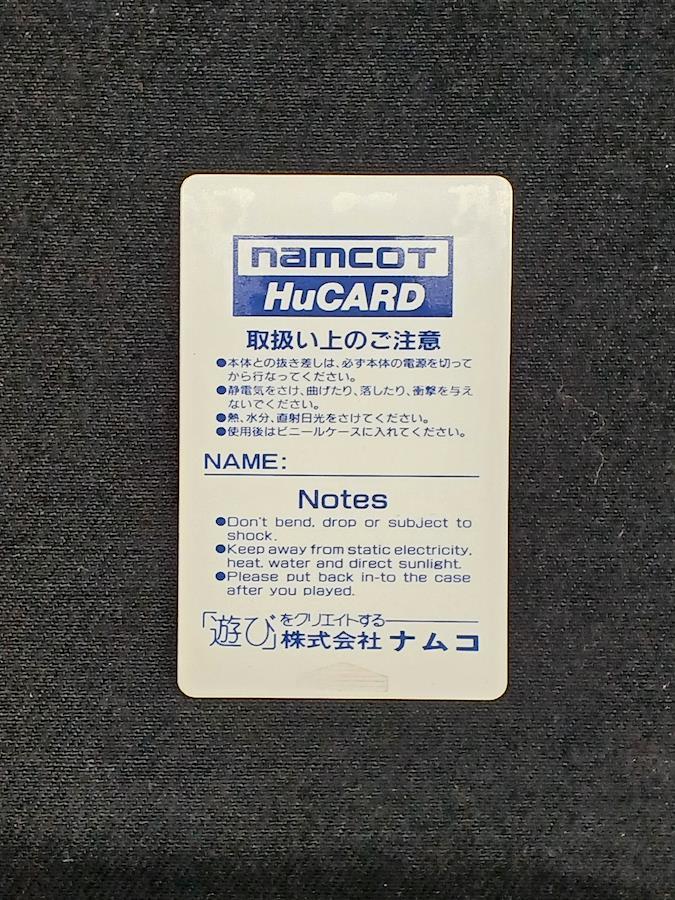 namcoT
HuCARD
取扱い上のご注意
●本体との抜き差しは、必ず本体の電源を切って
から行なってください。
●静電気をさけ、曲げたり、落したり、衝撃を与え
ないでください。
●熱、水分、直射日光をさけてください。
●使用後はビニールケースに入れてください。
NAME:
Notes
●Don't bend, drop or subject to
shock.
●Keep away from static electricity,
heat, water and direct sunlight.
●Please put back in-to the case
after you played.
「遊び」をクリエイトする
株式会社 ナムコ